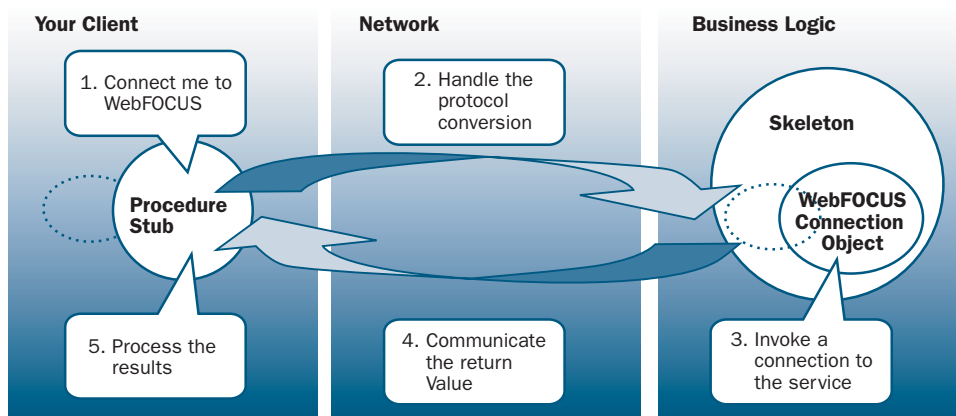 Your Client
Network
Business Logic
1. Connect me to
WebFOCUS
2. Handle the
protocol
conversion
Skeleton
Procedure
Stub
WebFOCUS
Connection
Object
5. Process the
results
4. Communicate
the return
Value
3. Invoke a
connection to
the service